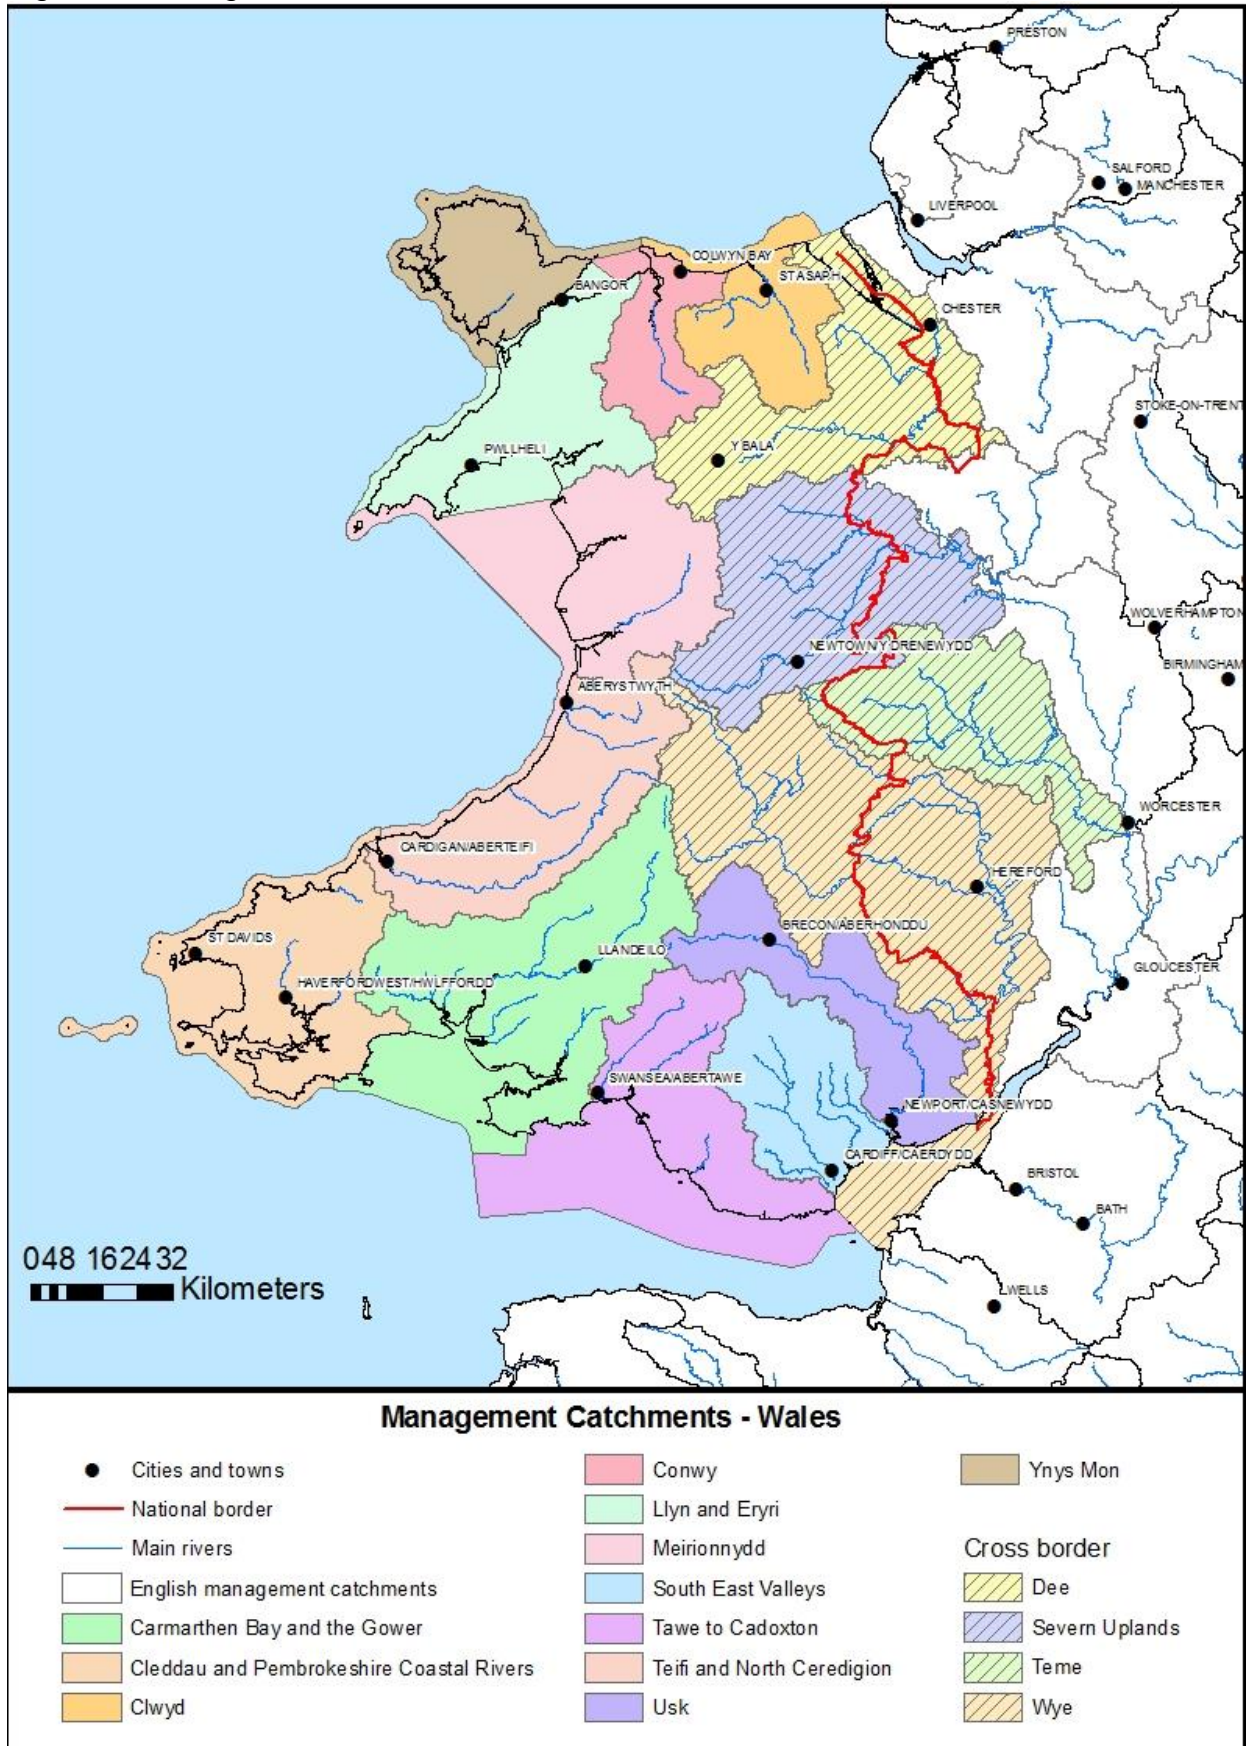 PRESTON
SALFORD
MANCHESTER
LIVERPOOL
COLWYN BAY
ST ASAPH
BANGOR
CHESTER
STOKE-ON-TRENT
PWLLHELI
Y BALA
WOLVERHAMPTON
NEWTOWN/Y DRENEWYDD
BIRMINGHAM
ABERYSTWYTH
WORCESTER
CARDIGAN/ABERTEIFI
HEREFORD
BRECON/ABERHONDDU
ST DAVIDS
LLANDEILO
GLOUCESTER
HAVERFORDWEST/HWLFFORDD
SWANSEA/ABERTAWE
NEWPORT/CASNEWYDD
CARDIFF/CAERDYDD
BRISTOL
BATH
WELLS
048 162432
Kilometers
Management Catchments - Wales
Cities and towns
National border
Main rivers
English management catchments
Carmarthen Bay and the Gower
Cleddau and Pembrokeshire Coastal Rivers
Clwyd
Conwy
Llyn and Eryri
Meirionnydd
South East Valleys
Tawe to Cadoxton
Teifi and North Ceredigion
Usk
Ynys Mon
Cross border
Dee
Severn Uplands
Teme
Wye